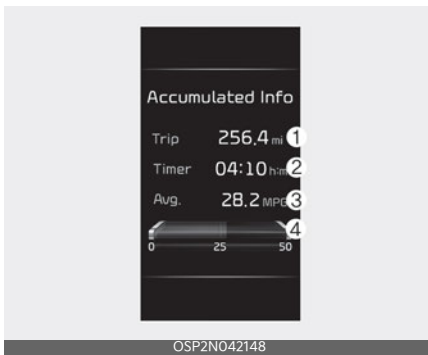 Accumulated Info
Trip 256.4 mi ①
Timer 04:10 h:m ②
Avg. 28.2 MPG ③
④
0 25 50
OSP2N042148